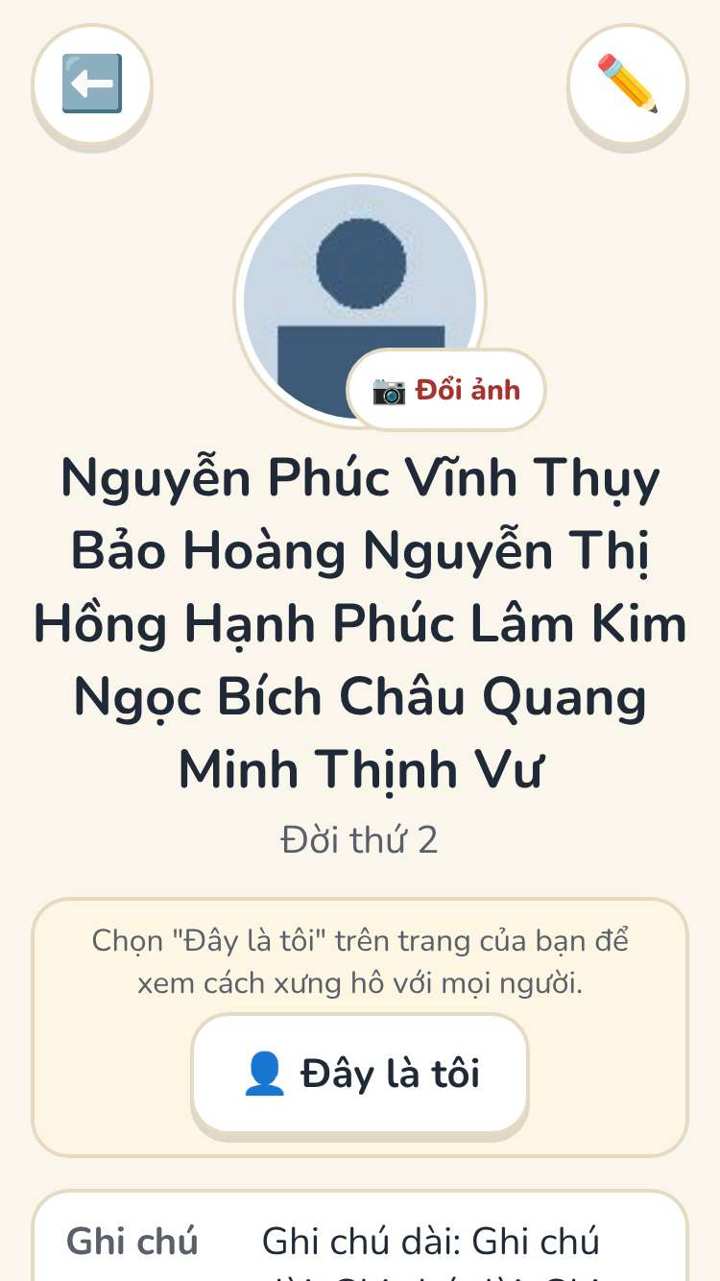 Đổi ảnh
Nguyễn Phúc Vĩnh Thụy
Bảo Hoàng Nguyễn Thị
Hồng Hạnh Phúc Lâm Kim
Ngọc Bích Châu Quang
Minh Thịnh Vư
Đời thứ 2
Chọn "Đây là tôi" trên trang của bạn để
xem cách xưng hô với mọi người.
Đây là tôi
Ghi chú
Ghi chú dài: Ghi chú